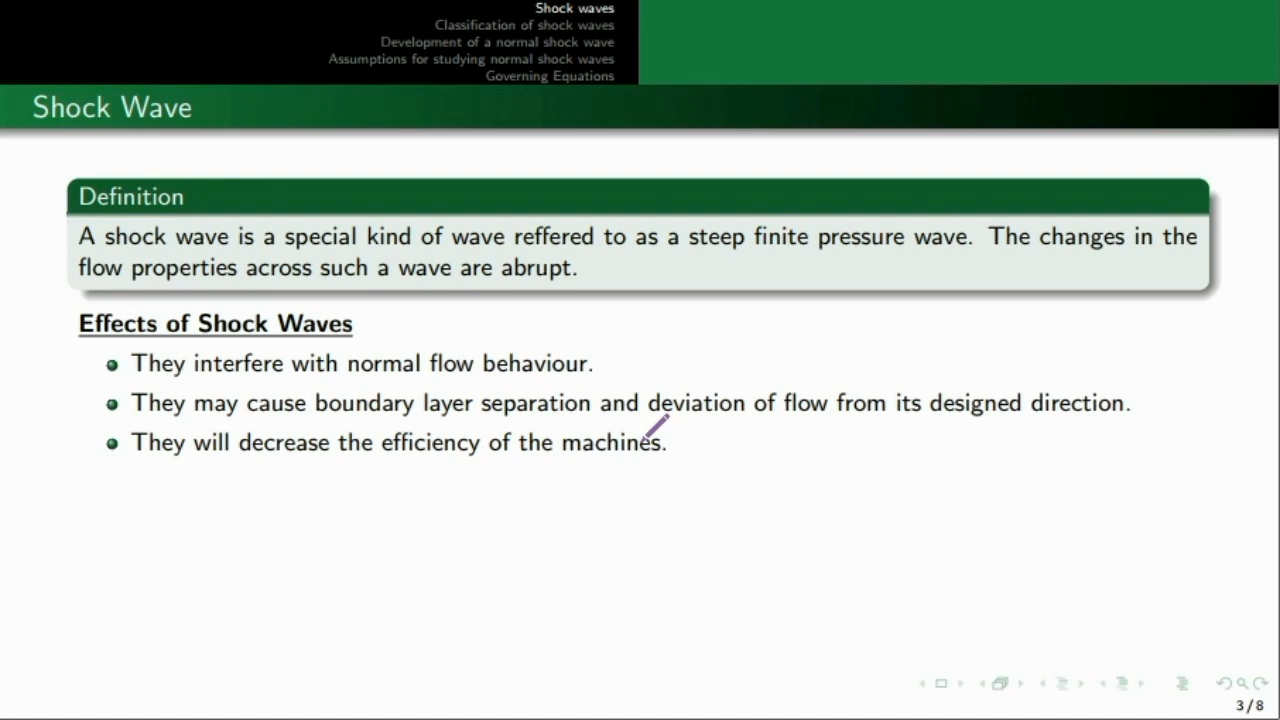 Shock waves
Classification of shock waves
Development of a normal shock wave
Assumptions for studying normal shock waves
Governing Equations
Shock Wave
Definition
A shock wave is a special kind of wave reffered to as a steep finite pressure wave. The changes in the
flow properties across such a wave are abrupt.
Effects of Shock Waves
They interfere with normal flow behaviour.
They may cause boundary layer separation and deviation of flow from its designed direction.
They will decrease the efficiency of the machines.
3/8